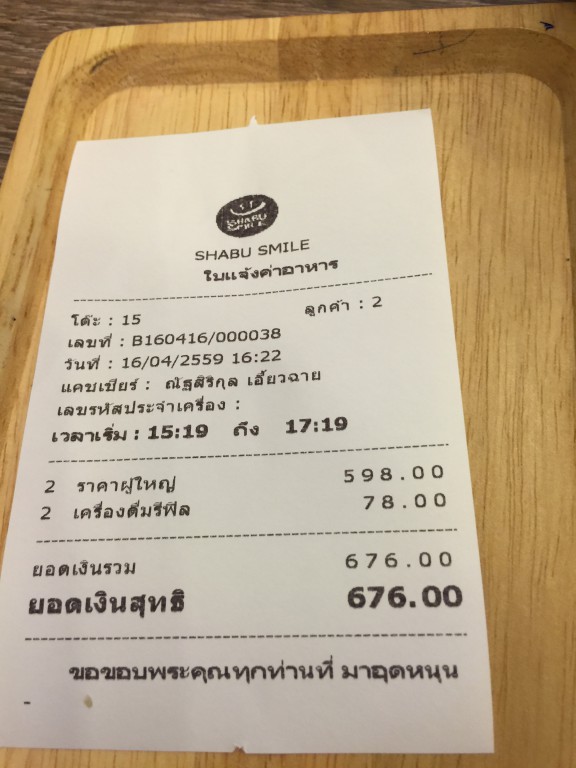 SHABU
SMILE
SHABU SMILE
ใบแจ้งค่าอาหาร
โต๊ะ : 15 ลูกค้า : 2
เลขที่ : B160416/000038
วันที่ : 16/04/2559 16:22
แคชเชียร์ : ณัฐสิริกุล เอี้ยวฉาย
เลขรหัสประจำเครื่อง :
เวลาเริ่ม : 15:19 ถึง 17:19
2 ราคาผู้ใหญ่ 598.00
2 เครื่องดื่มรีฟิล 78.00
ยอดเงินรวม 676.00
ยอดเงินสุทธิ 676.00
ขอขอบพระคุณทุกท่านที่ มาอุดหนุน
-